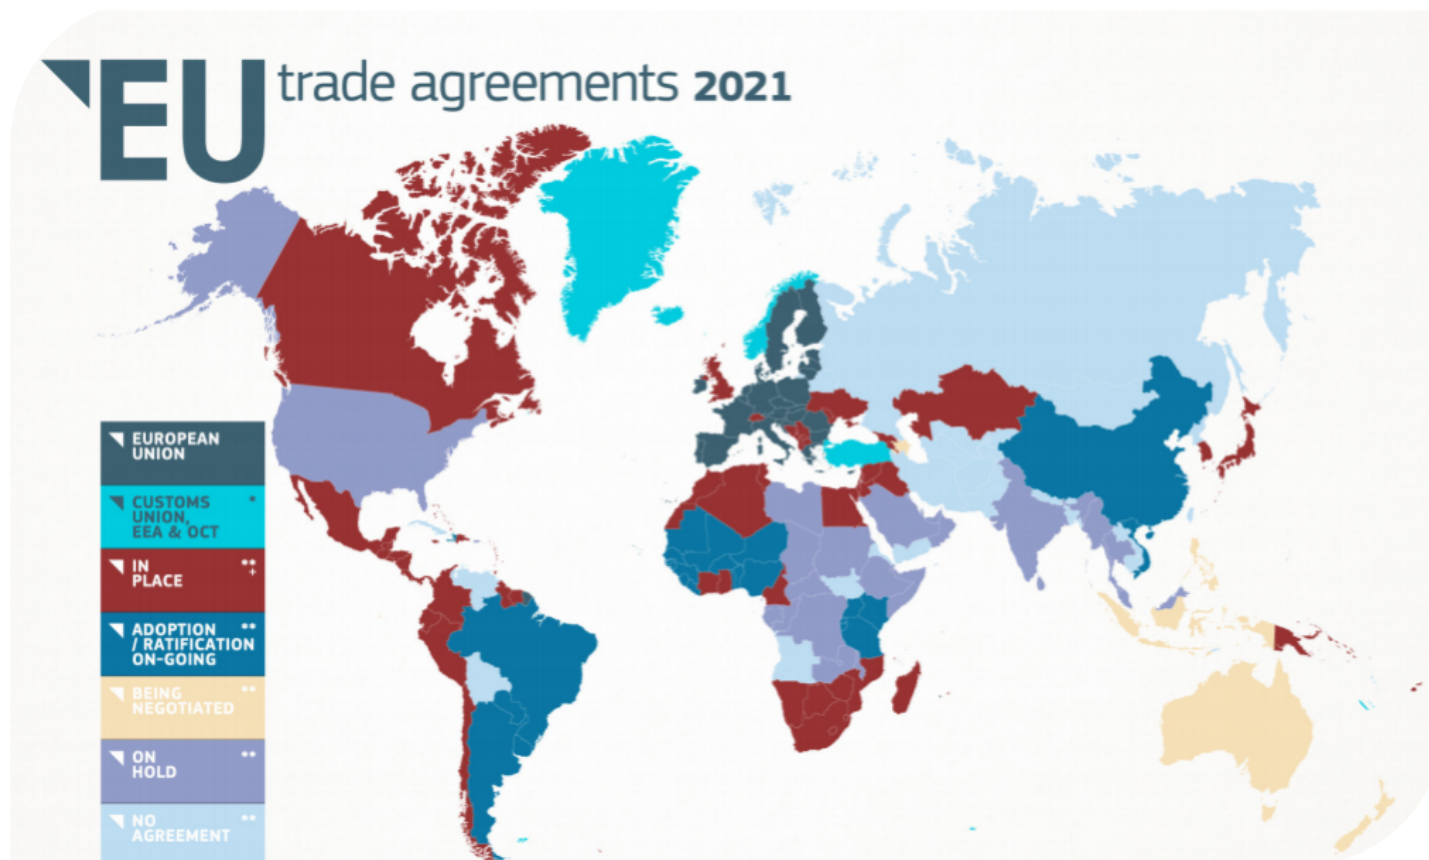 EU trade agreements 2021
EUROPEAN
UNION
CUSTOMS *
UNION,
EEA & OCT
IN **
PLACE +
ADOPTION **
/ RATIFICATION
ON-GOING
BEING **
NEGOTIATED
ON **
HOLD
NO **
AGREEMENT